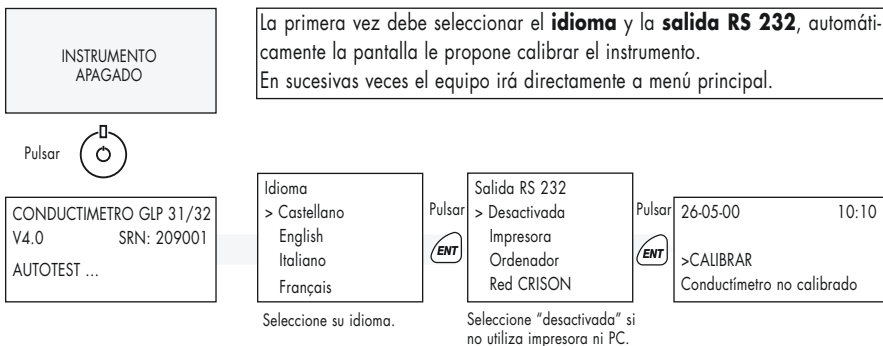 La primera vez debe seleccionar el idioma y la salida RS 232, automáti-
camente la pantalla le propone calibrar el instrumento.
En sucesivas veces el equipo irá directamente a menú principal.
INSTRUMENTO
APAGADO
Pulsar
CONDUCTIMETRO GLP 31/32
V4.0 SRN: 209001
AUTOTEST ...
Idioma
> Castellano
English
Italiano
Français
Seleccione su idioma.
Pulsar
ENT
Salida RS 232
> Desactivada
Impresora
Ordenador
Red CRISON
Seleccione "desactivada" si
no utiliza impresora ni PC.
Pulsar
ENT
26-05-00 10:10
>CALIBRAR
Conductímetro no calibrado